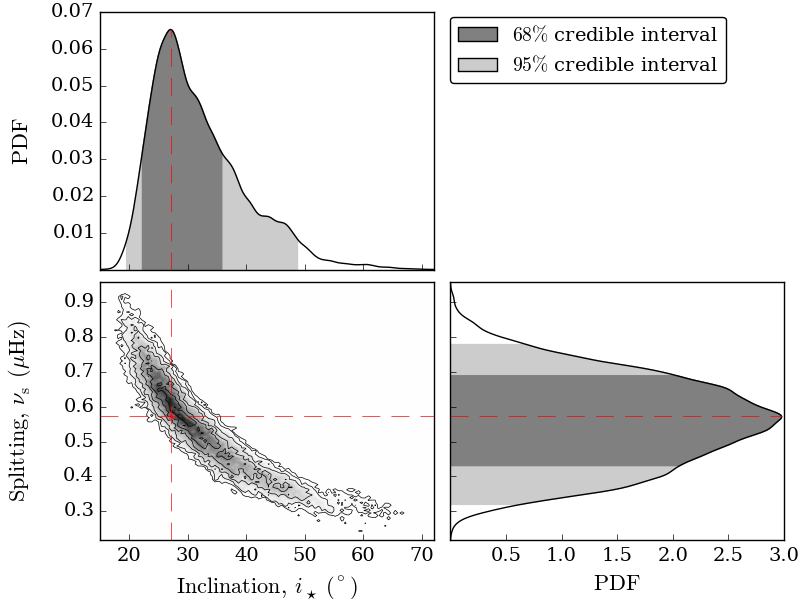 0.07
0.06
0.05
0.04
0.03
0.02
0.01
PDF
68% credible interval
95% credible interval
0.9
0.8
0.7
0.6
0.5
0.4
0.3
Splitting, νs (μHz)
20 30 40 50 60 70
Inclination, i⋆ (°)
0.5 1.0 1.5 2.0 2.5 3.0
PDF